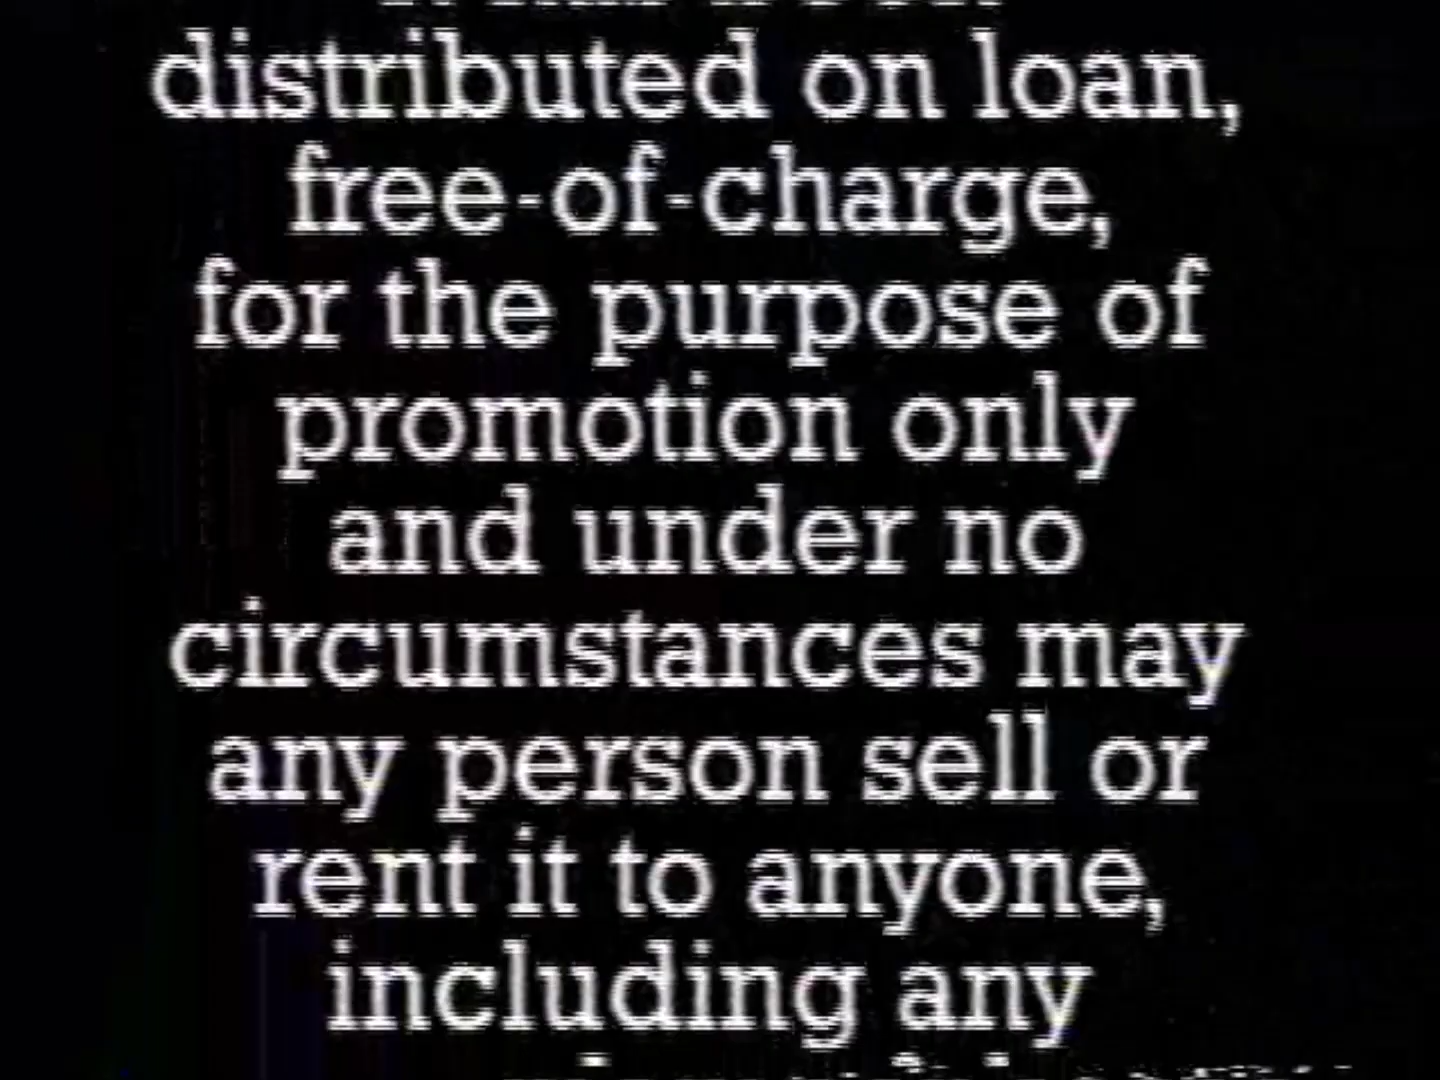 distributed on loan,
free-of-charge,
for the purpose of
promotion only
and under no
circumstances may
any person sell or
rent it to anyone,
including any